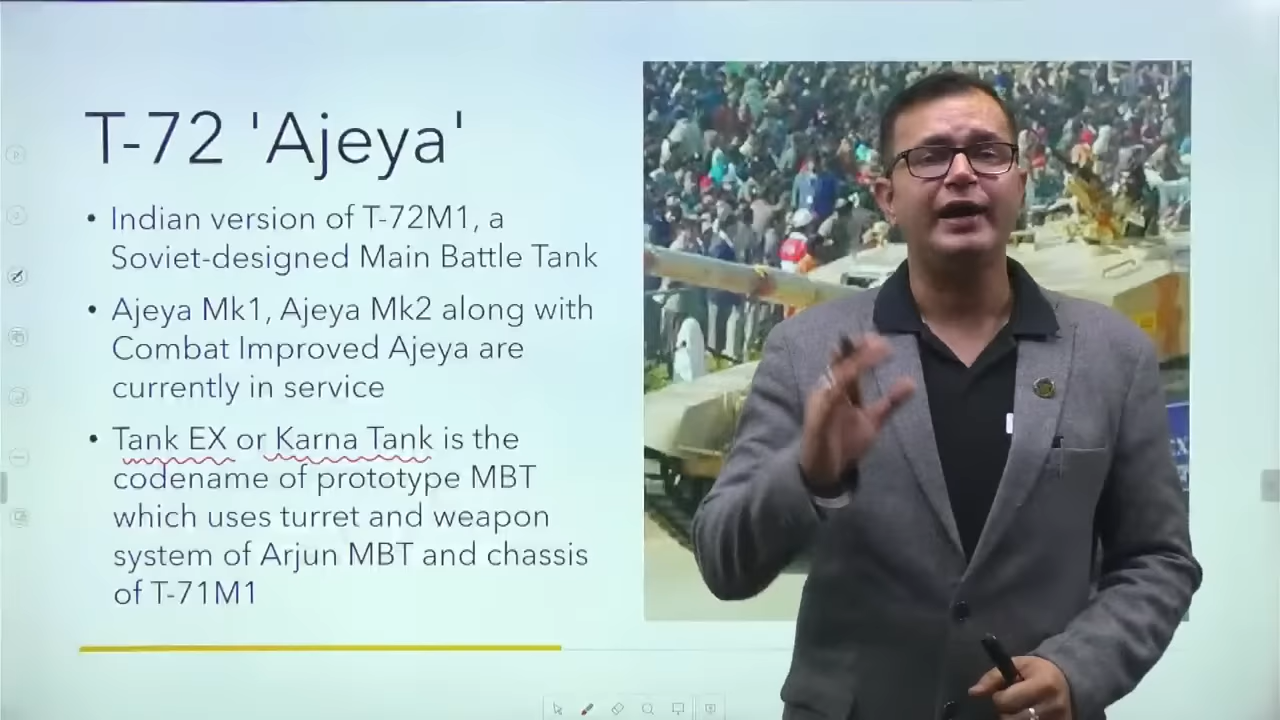 T-72 'Ajeya'
• Indian version of T-72M1, a
Soviet-designed Main Battle Tank
• Ajeya Mk1, Ajeya Mk2 along with
Combat Improved Ajeya are
currently in service
• Tank EX or Karna Tank is the
codename of prototype MBT
which uses turret and weapon
system of Arjun MBT and chassis
of T-71M1